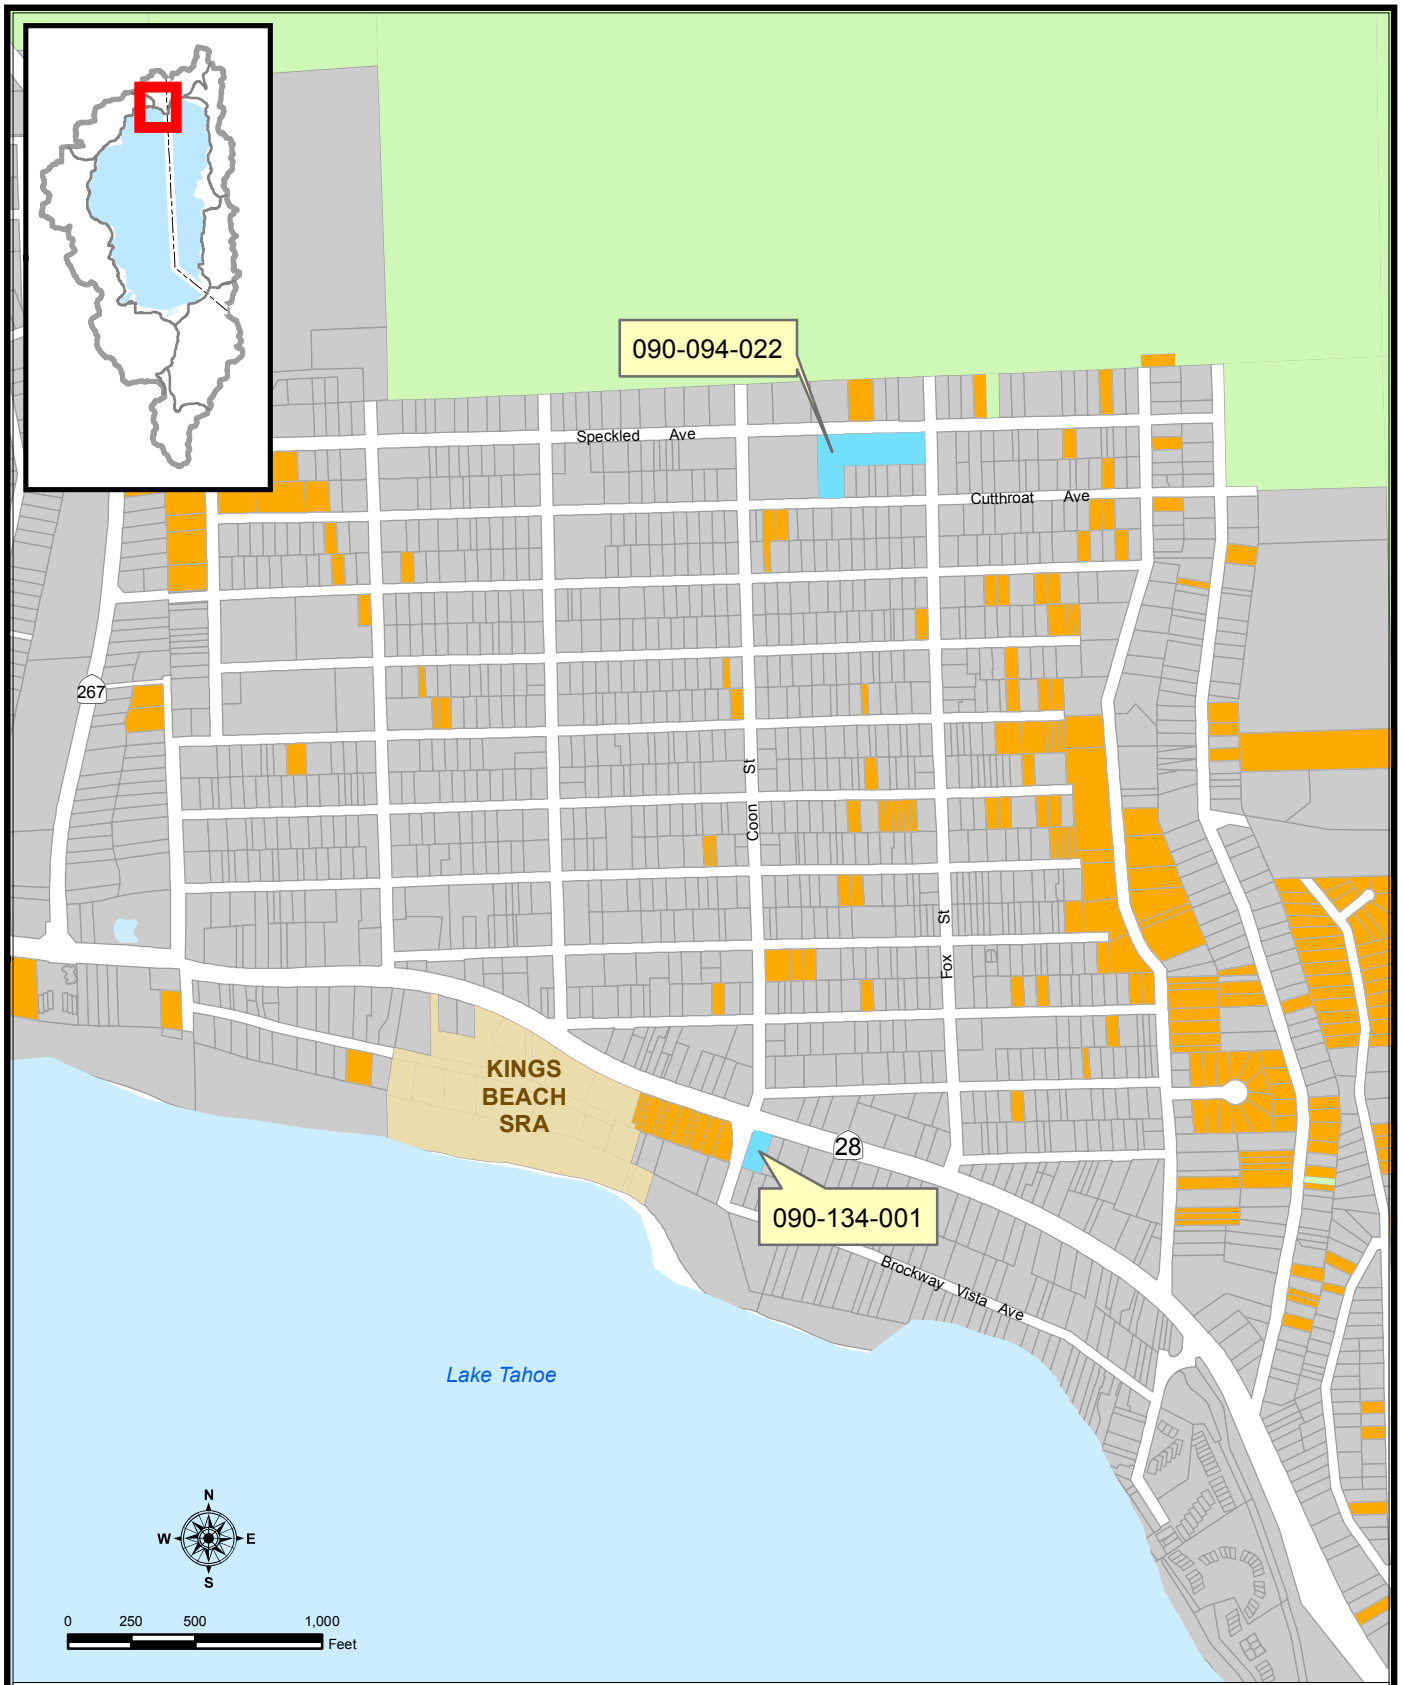 090-094-022
Speckled Ave
Cutthroat Ave
267
St
Coon
St
Fox
KINGS
BEACH
SRA
28
090-134-001
Brockway Vista Ave
Lake Tahoe
N
W E
S
0 250 500 1,000
Feet